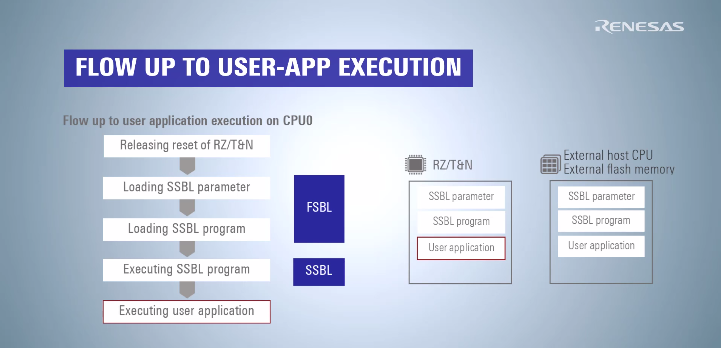 RENESAS
FLOW UP TO USER-APP EXECUTION
Flow up to user application execution on CPU0
Releasing reset of RZ/T&N
Loading SSBL parameter
Loading SSBL program
Executing SSBL program
Executing user application
FSBL
SSBL
RZ/T&N
SSBL parameter
SSBL program
User application
External host CPU
External flash memory
SSBL parameter
SSBL program
User application